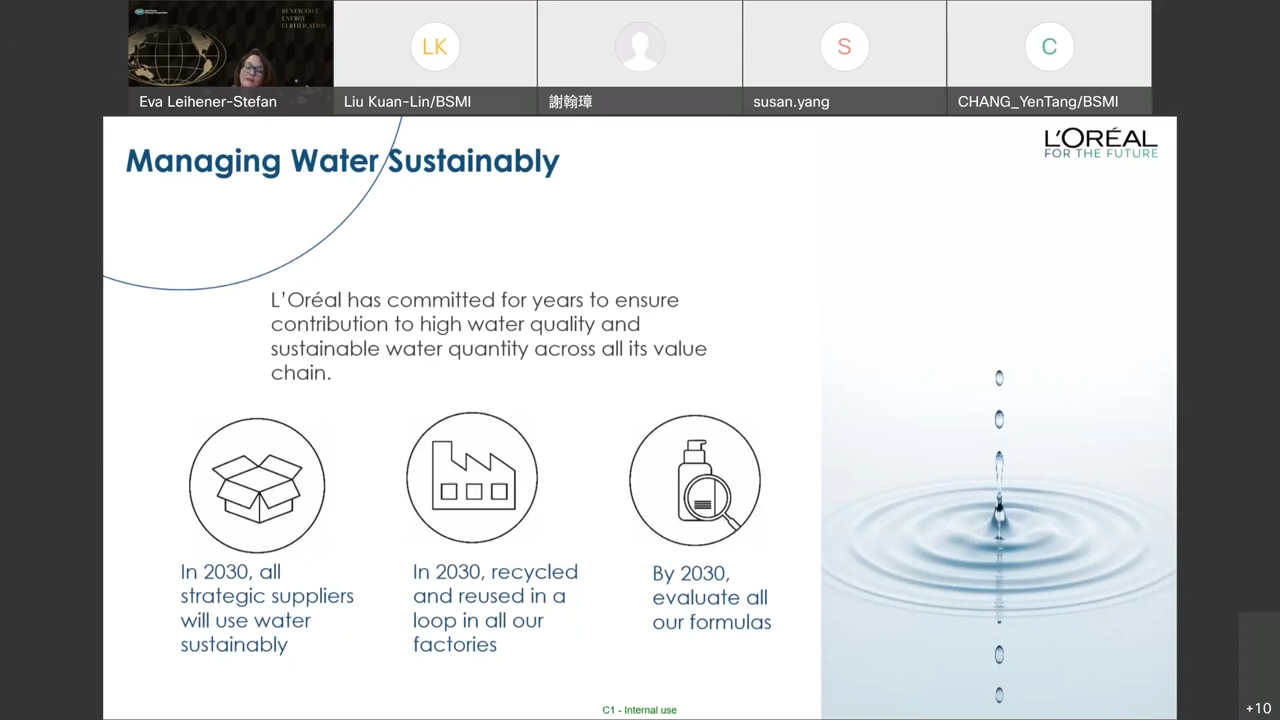 RENEWABLE
ENERGY
CERTIFICATION
LK
S
C
Eva Leihener-Stefan
Liu Kuan-Lin/BSMI
謝翰璋
susan.yang
CHANG_YenTang/BSMI
Managing Water Sustainably
L'ORÉAL
FOR THE FUTURE
L'Oréal has committed for years to ensure
contribution to high water quality and
sustainable water quantity across all its value
chain.
In 2030, all
strategic suppliers
will use water
sustainably
In 2030, recycled
and reused in a
loop in all our
factories
By 2030,
evaluate all
our formulas
C1 - Internal use
+10